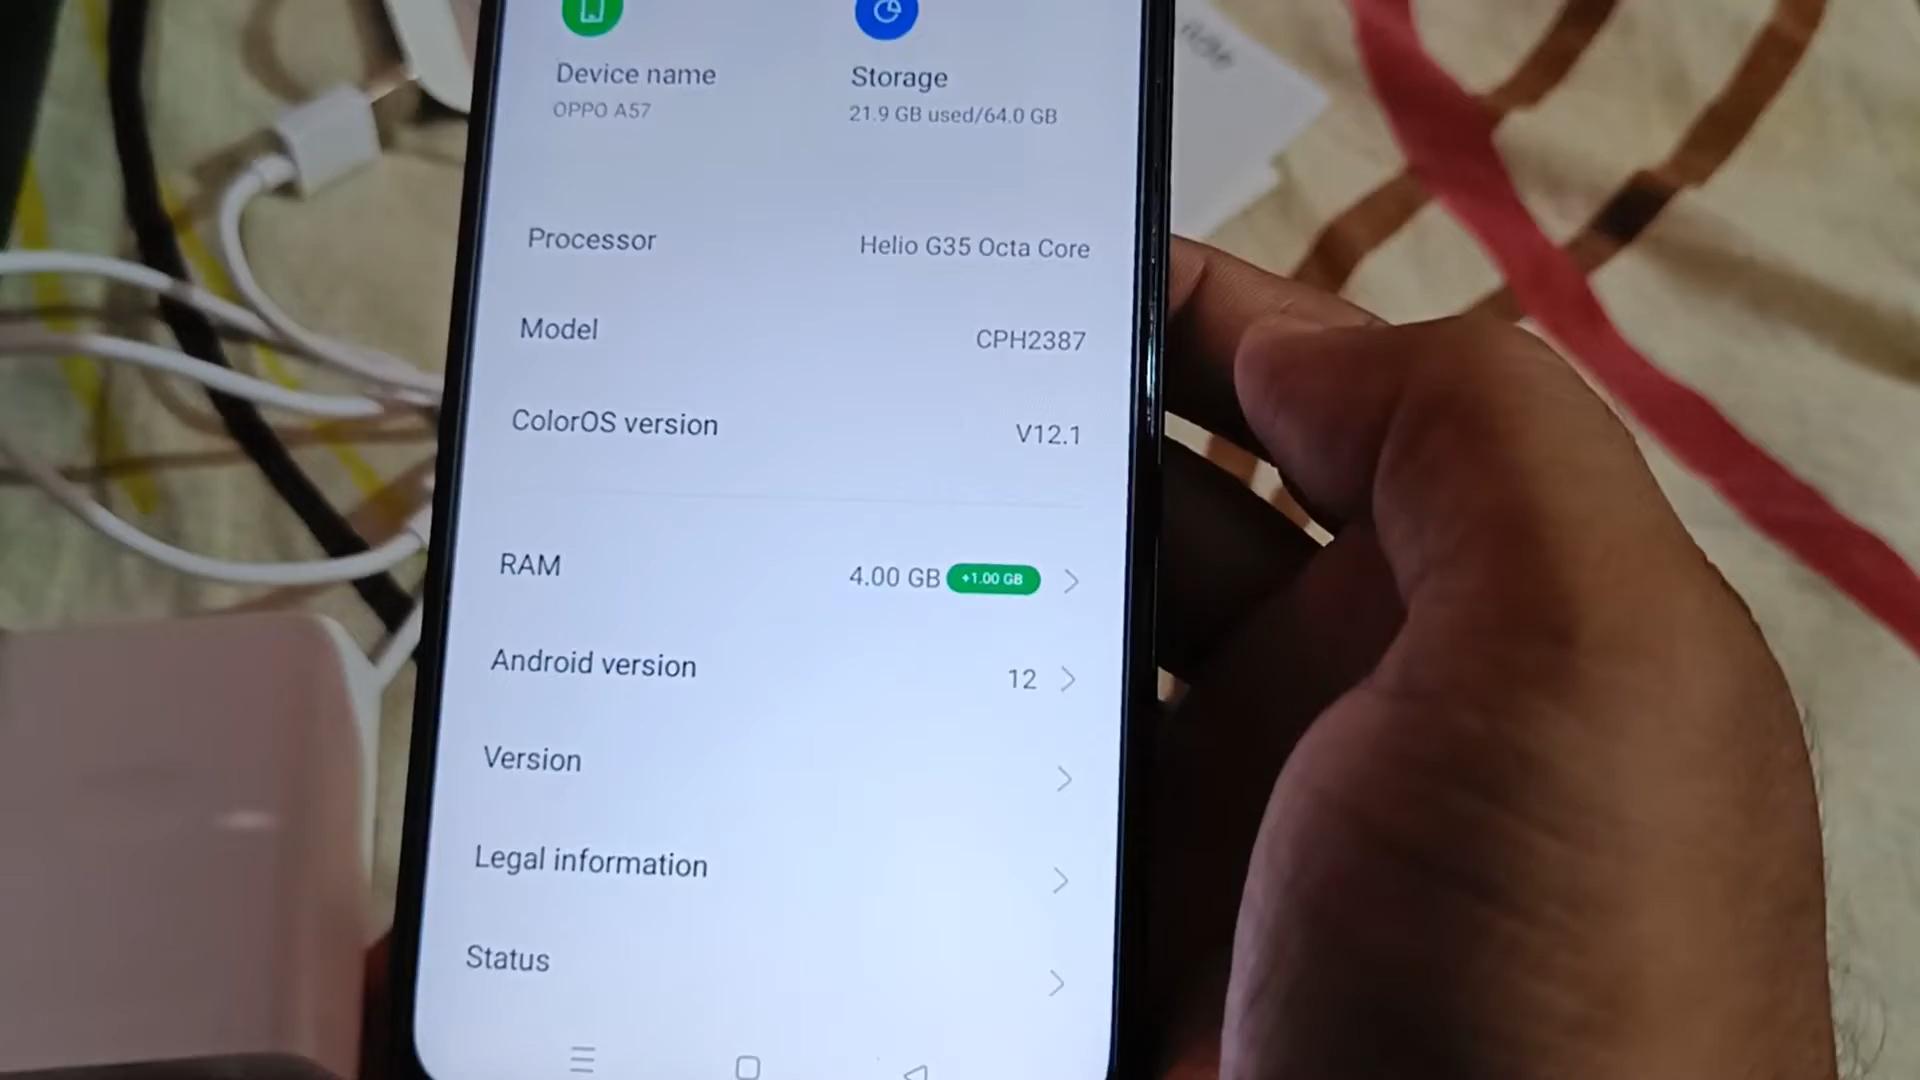 Device name
OPPO A57
Storage
21.9 GB used/64.0 GB
Processor
Helio G35 Octa Core
Model
CPH2387
ColorOS version
V12.1
RAM
4.00 GB +1.00 GB
Android version
12
Version
Legal information
Status